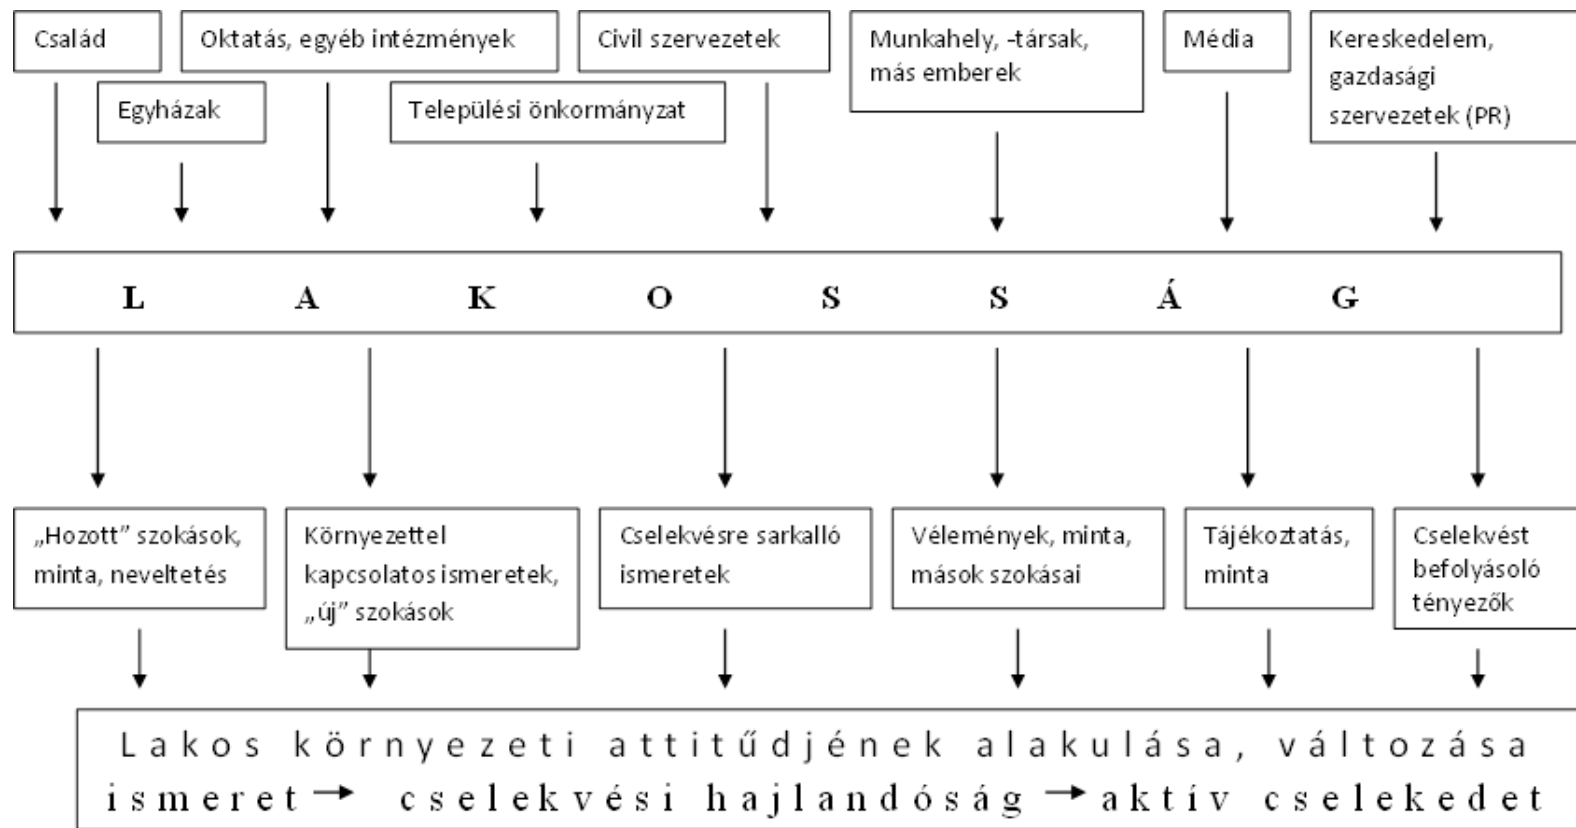 Család
Oktatás, egyéb intézmények
Civil szervezetek
Munkahely, -társak,
más emberek
Média
Kereskedelem,
gazdasági
szervezetek (PR)
Egyházak
Települési önkormányzat
L A K O S S Á G
„Hozott” szokások,
minta, neveltetés
Környezettel
kapcsolatos ismeretek,
„új” szokások
Cselekvésre sarkalló
ismeretek
Vélemények, minta,
mások szokásai
Tájékoztatás,
minta
Cselekvést
befolyásoló
tényezők
Lakos környezeti attitűdjének alakulása, változása
ismeret → cselekvési hajlandóság → aktív cselekedet